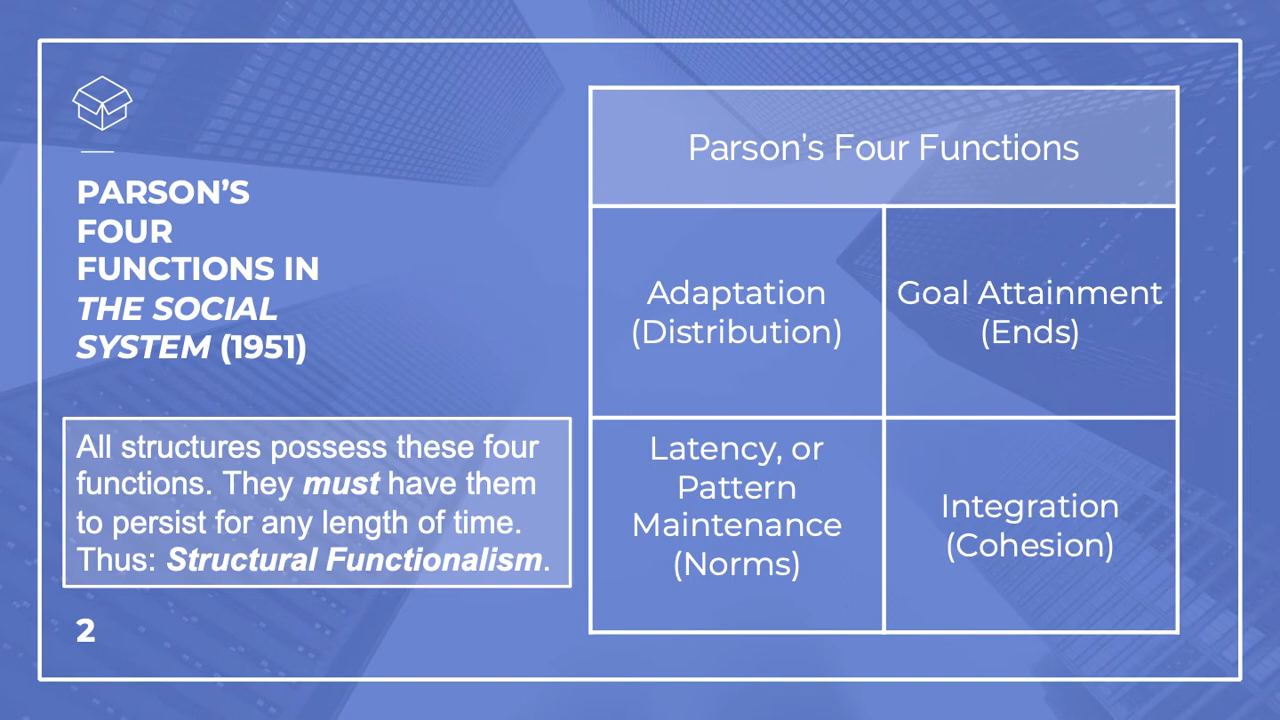 PARSON’S
FOUR
FUNCTIONS IN
THE SOCIAL
SYSTEM (1951)
All structures possess these four
functions. They must have them
to persist for any length of time.
Thus: Structural Functionalism.
2
Parson’s Four Functions
Adaptation
(Distribution)
Goal Attainment
(Ends)
Latency, or
Pattern
Maintenance
(Norms)
Integration
(Cohesion)